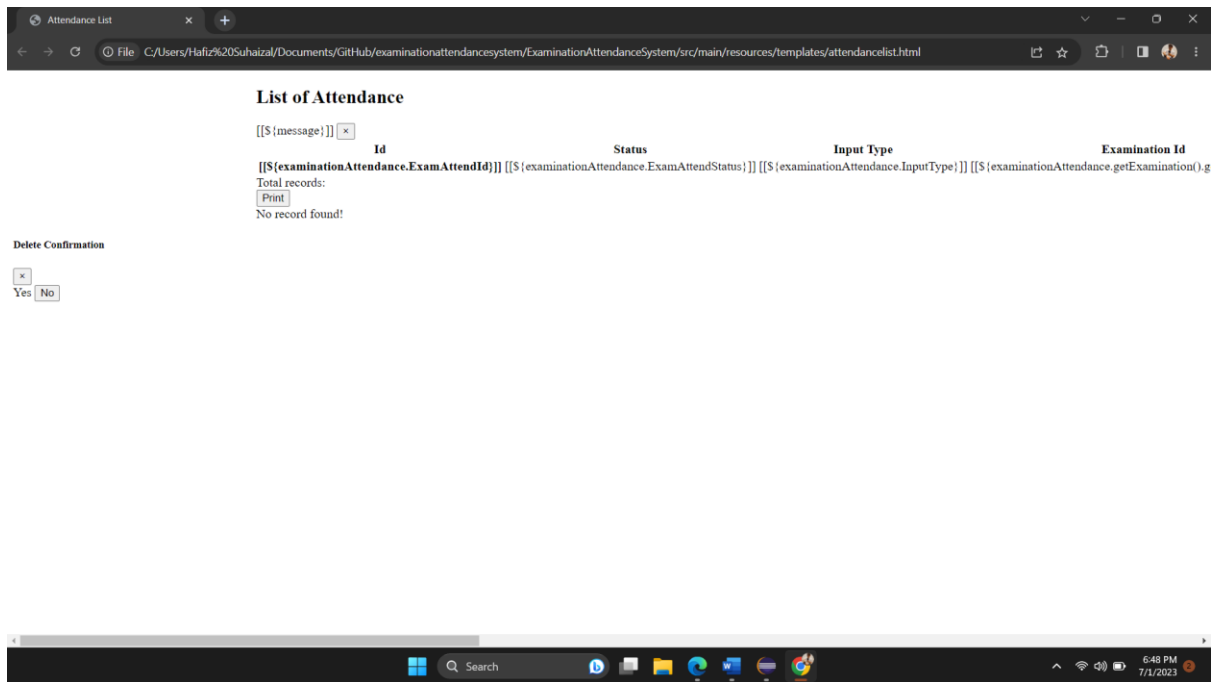 Attendance List
File C:/Users/Hafiz%20Suhaizal/Documents/GitHub/examinationattendancesystem/ExaminationAttendanceSystem/src/main/resources/templates/attendancelist.html
List of Attendance
[[${message}]] ×
Id Status Input Type Examination Id
[[${examinationAttendance.ExamAttendId}]] [[${examinationAttendance.ExamAttendStatus}]] [[${examinationAttendance.InputType}]] [[${examinationAttendance.getExamination().g
Total records:
Print
No record found!
Delete Confirmation
×
Yes No
Search
6:48 PM
7/1/2023
2